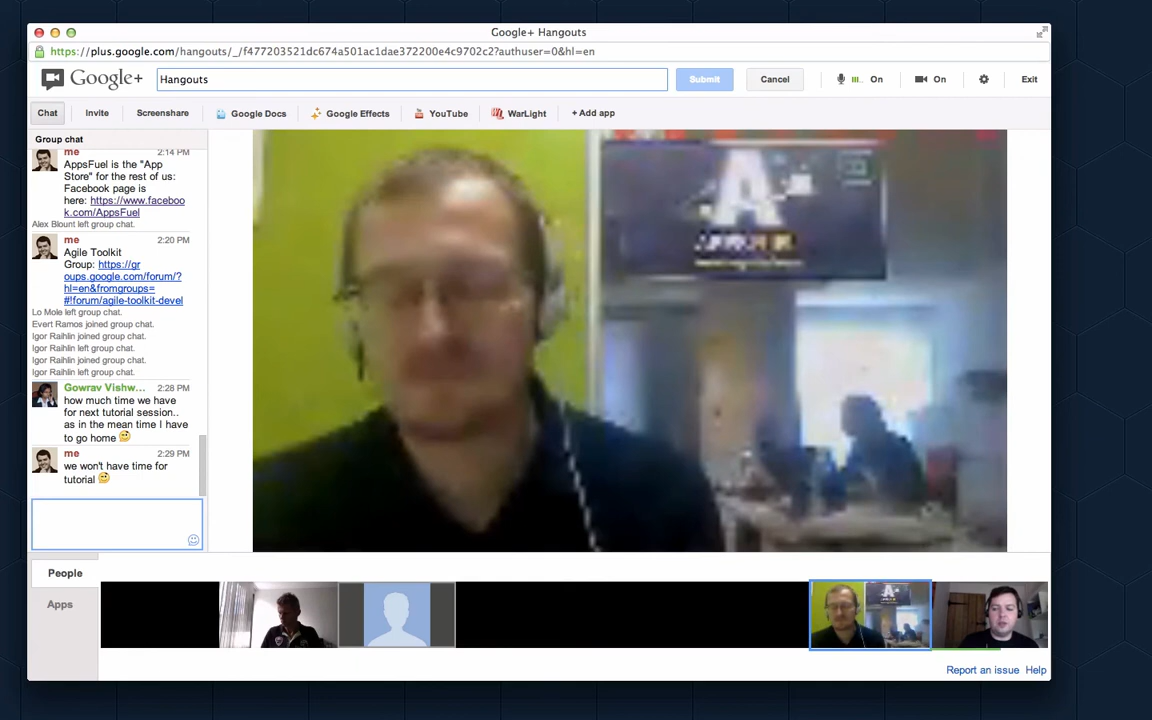 Google+ Hangouts
https://plus.google.com/hangouts/_/f477203521dc674a501ac1dae372200e4c9702c2?authuser=0&hl=en
Google+
Hangouts
Submit
Cancel
On
On
Exit
Chat
Invite
Screenshare
Google Docs
Google Effects
YouTube
WarLight
+ Add app
Group chat
me 2:14 PM
AppsFuel is the "App
Store" for the rest of us:
Facebook page is
here: https://www.faceboo
k.com/AppsFuel
Alex Blount left group chat.
me 2:20 PM
Agile Toolkit
Group: https://gr
oups.google.com/forum/?
hl=en&fromgroups=
#!forum/agile-toolkit-devel
Lo Mole left group chat.
Evert Ramos joined group chat.
Igor Raihlin joined group chat.
Igor Raihlin left group chat.
Igor Raihlin joined group chat.
Igor Raihlin left group chat.
Gowrav Vishw... 2:28 PM
how much time we have
for next tutorial session..
as in the mean time I have
to go home
me 2:29 PM
we won't have time for
tutorial
A
People
Apps
Report an issue
Help